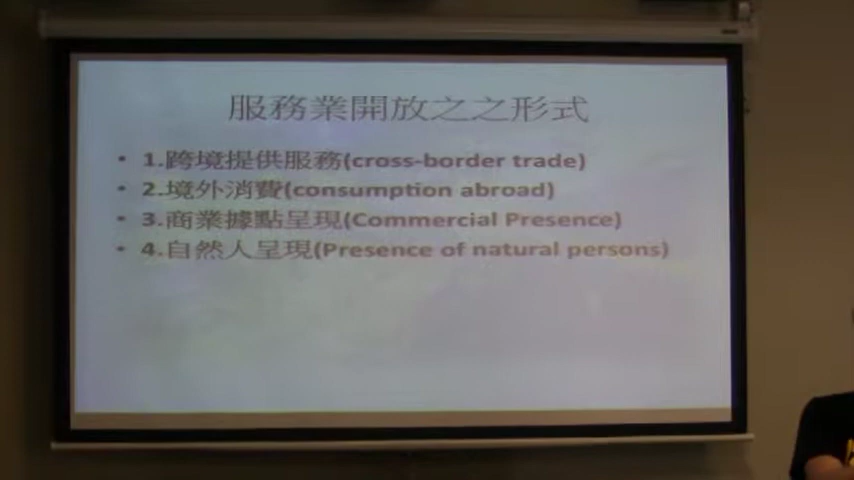 服務業開放之之形式
• 1.跨境提供服務(cross-border trade)
• 2.境外消費(consumption abroad)
• 3.商業據點呈現(Commercial Presence)
• 4.自然人呈現(Presence of natural persons)